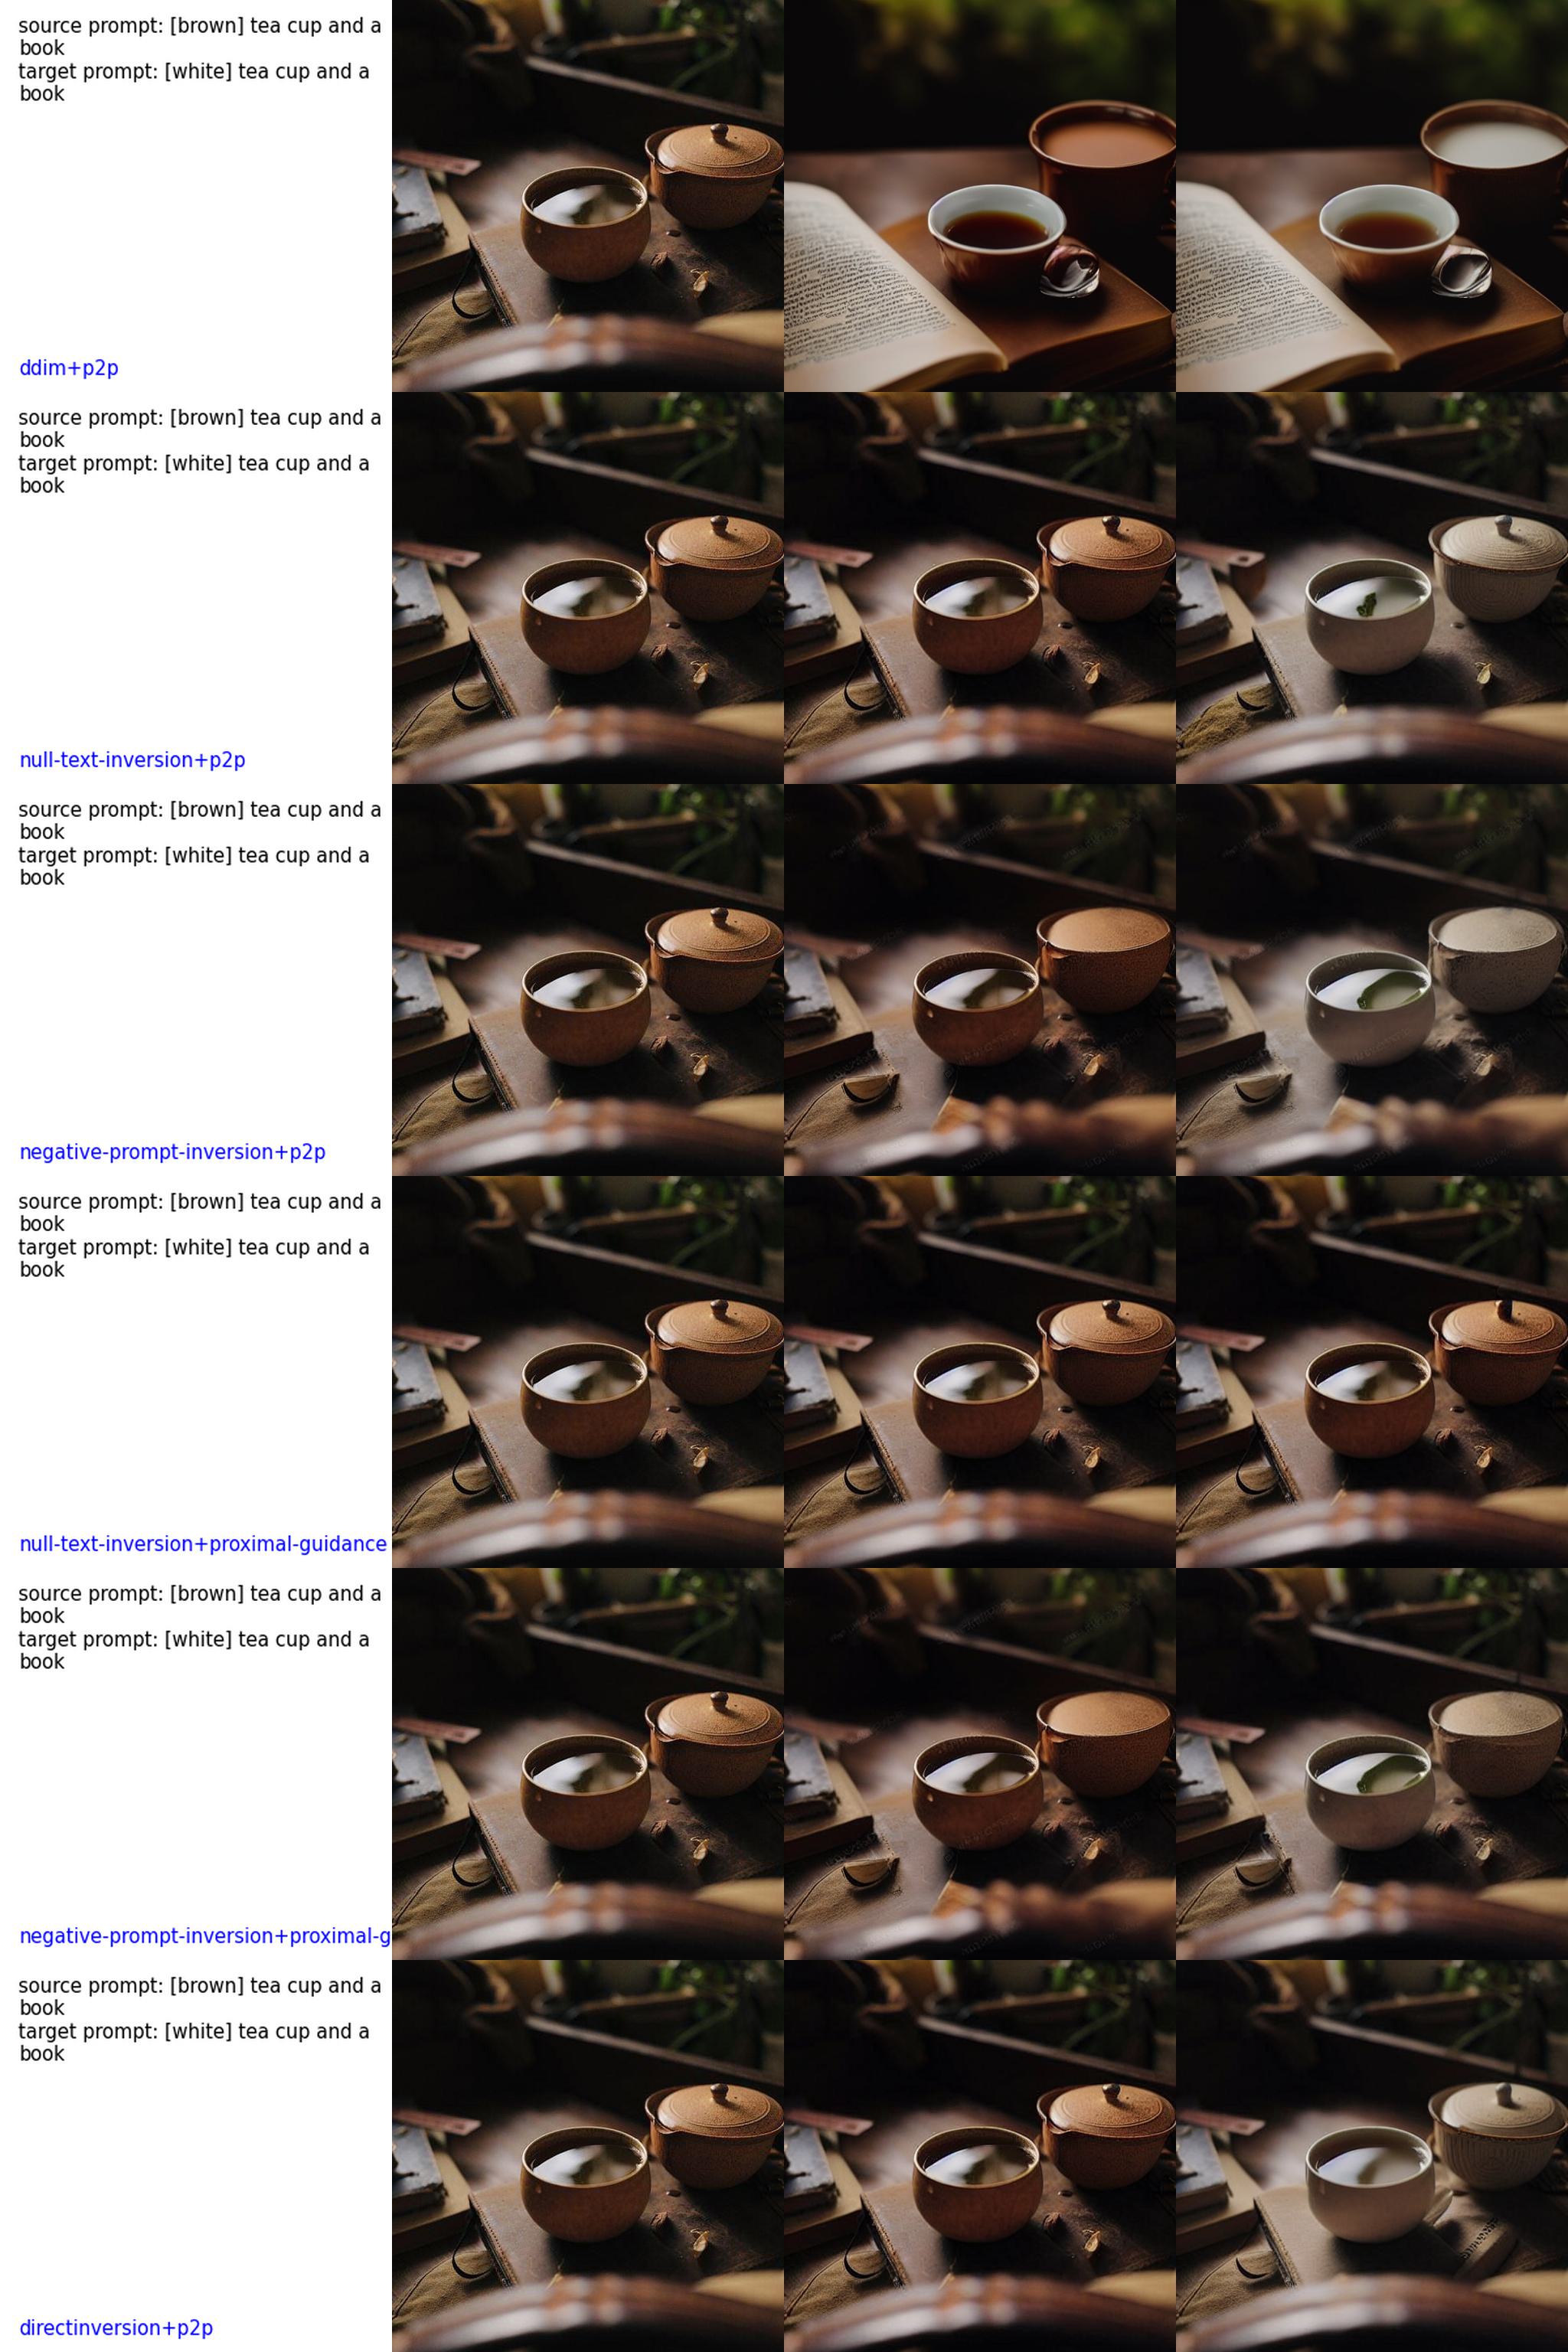 source prompt: [brown] tea cup and a
book
target prompt: [white] tea cup and a
book
ddim+p2p
source prompt: [brown] tea cup and a
book
target prompt: [white] tea cup and a
book
null-text-inversion+p2p
source prompt: [brown] tea cup and a
book
target prompt: [white] tea cup and a
book
negative-prompt-inversion+p2p
source prompt: [brown] tea cup and a
book
target prompt: [white] tea cup and a
book
null-text-inversion+proximal-guidance
source prompt: [brown] tea cup and a
book
target prompt: [white] tea cup and a
book
negative-prompt-inversion+proximal-g
source prompt: [brown] tea cup and a
book
target prompt: [white] tea cup and a
book
directinversion+p2p